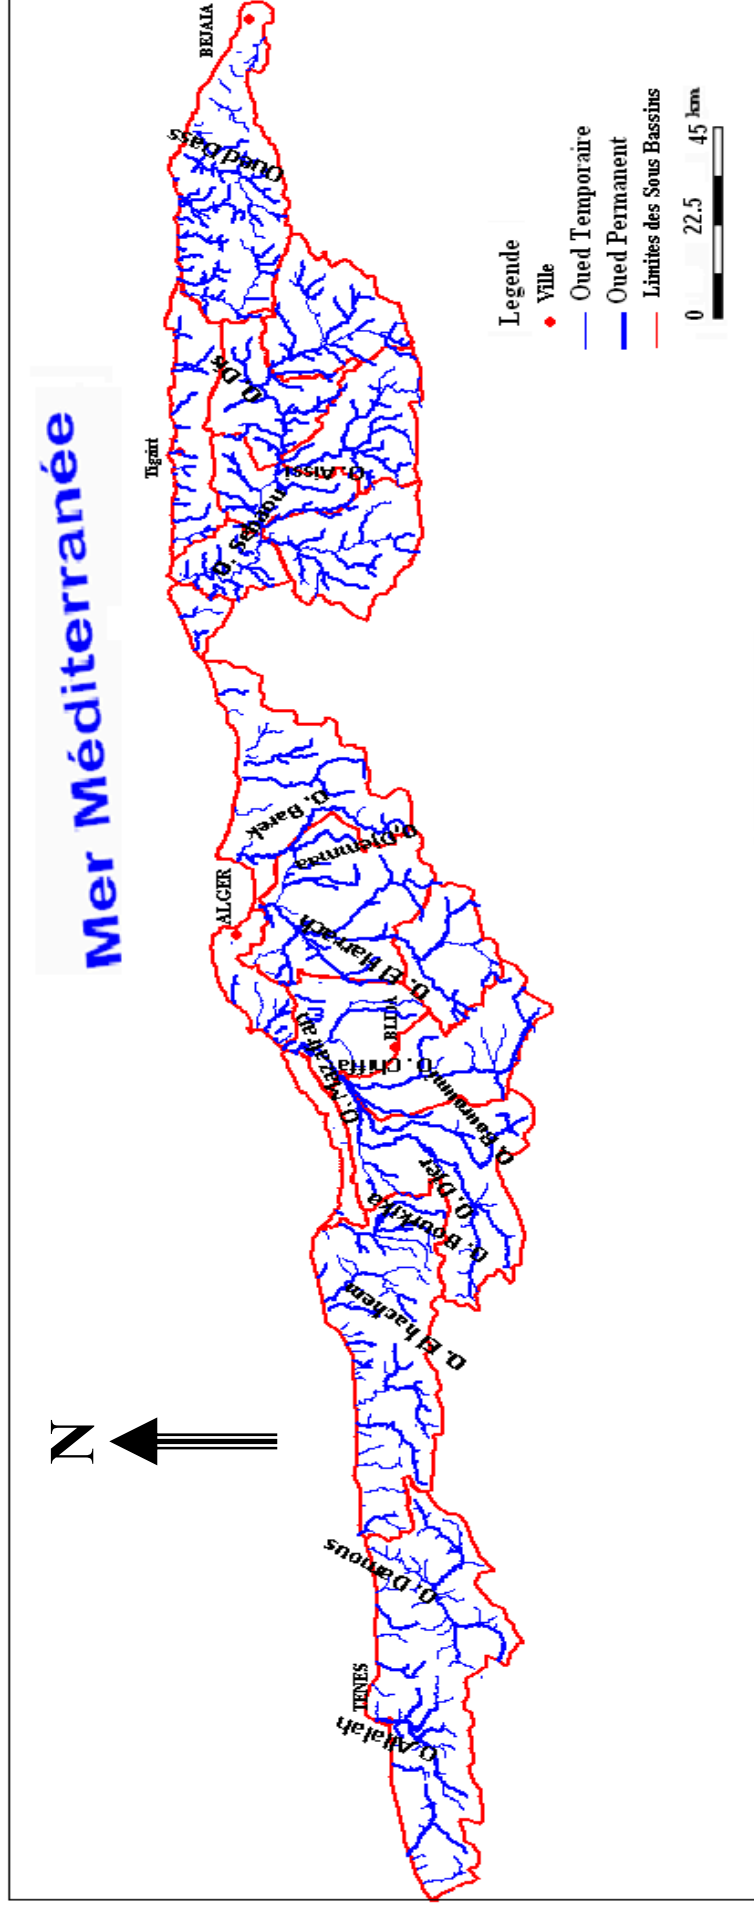 Mer Méditerranée
N
BEJAIA
Oued Dass
Tigzirt
O. Dis
O. Aissi
O. Sebaou
ALGER
O. Barek
O. Djemmaa
O. El Harrach
BLIDA
O. Mazafran
O. Chiffa
O. Bouroumi
O. Djer
O. Bourkika
O. El hachem
O. Damous
TENES
O. Allalah
Legende
Ville
Oued Temporaire
Oued Permanent
Limites des Sous Bassins
0 22.5 45 km